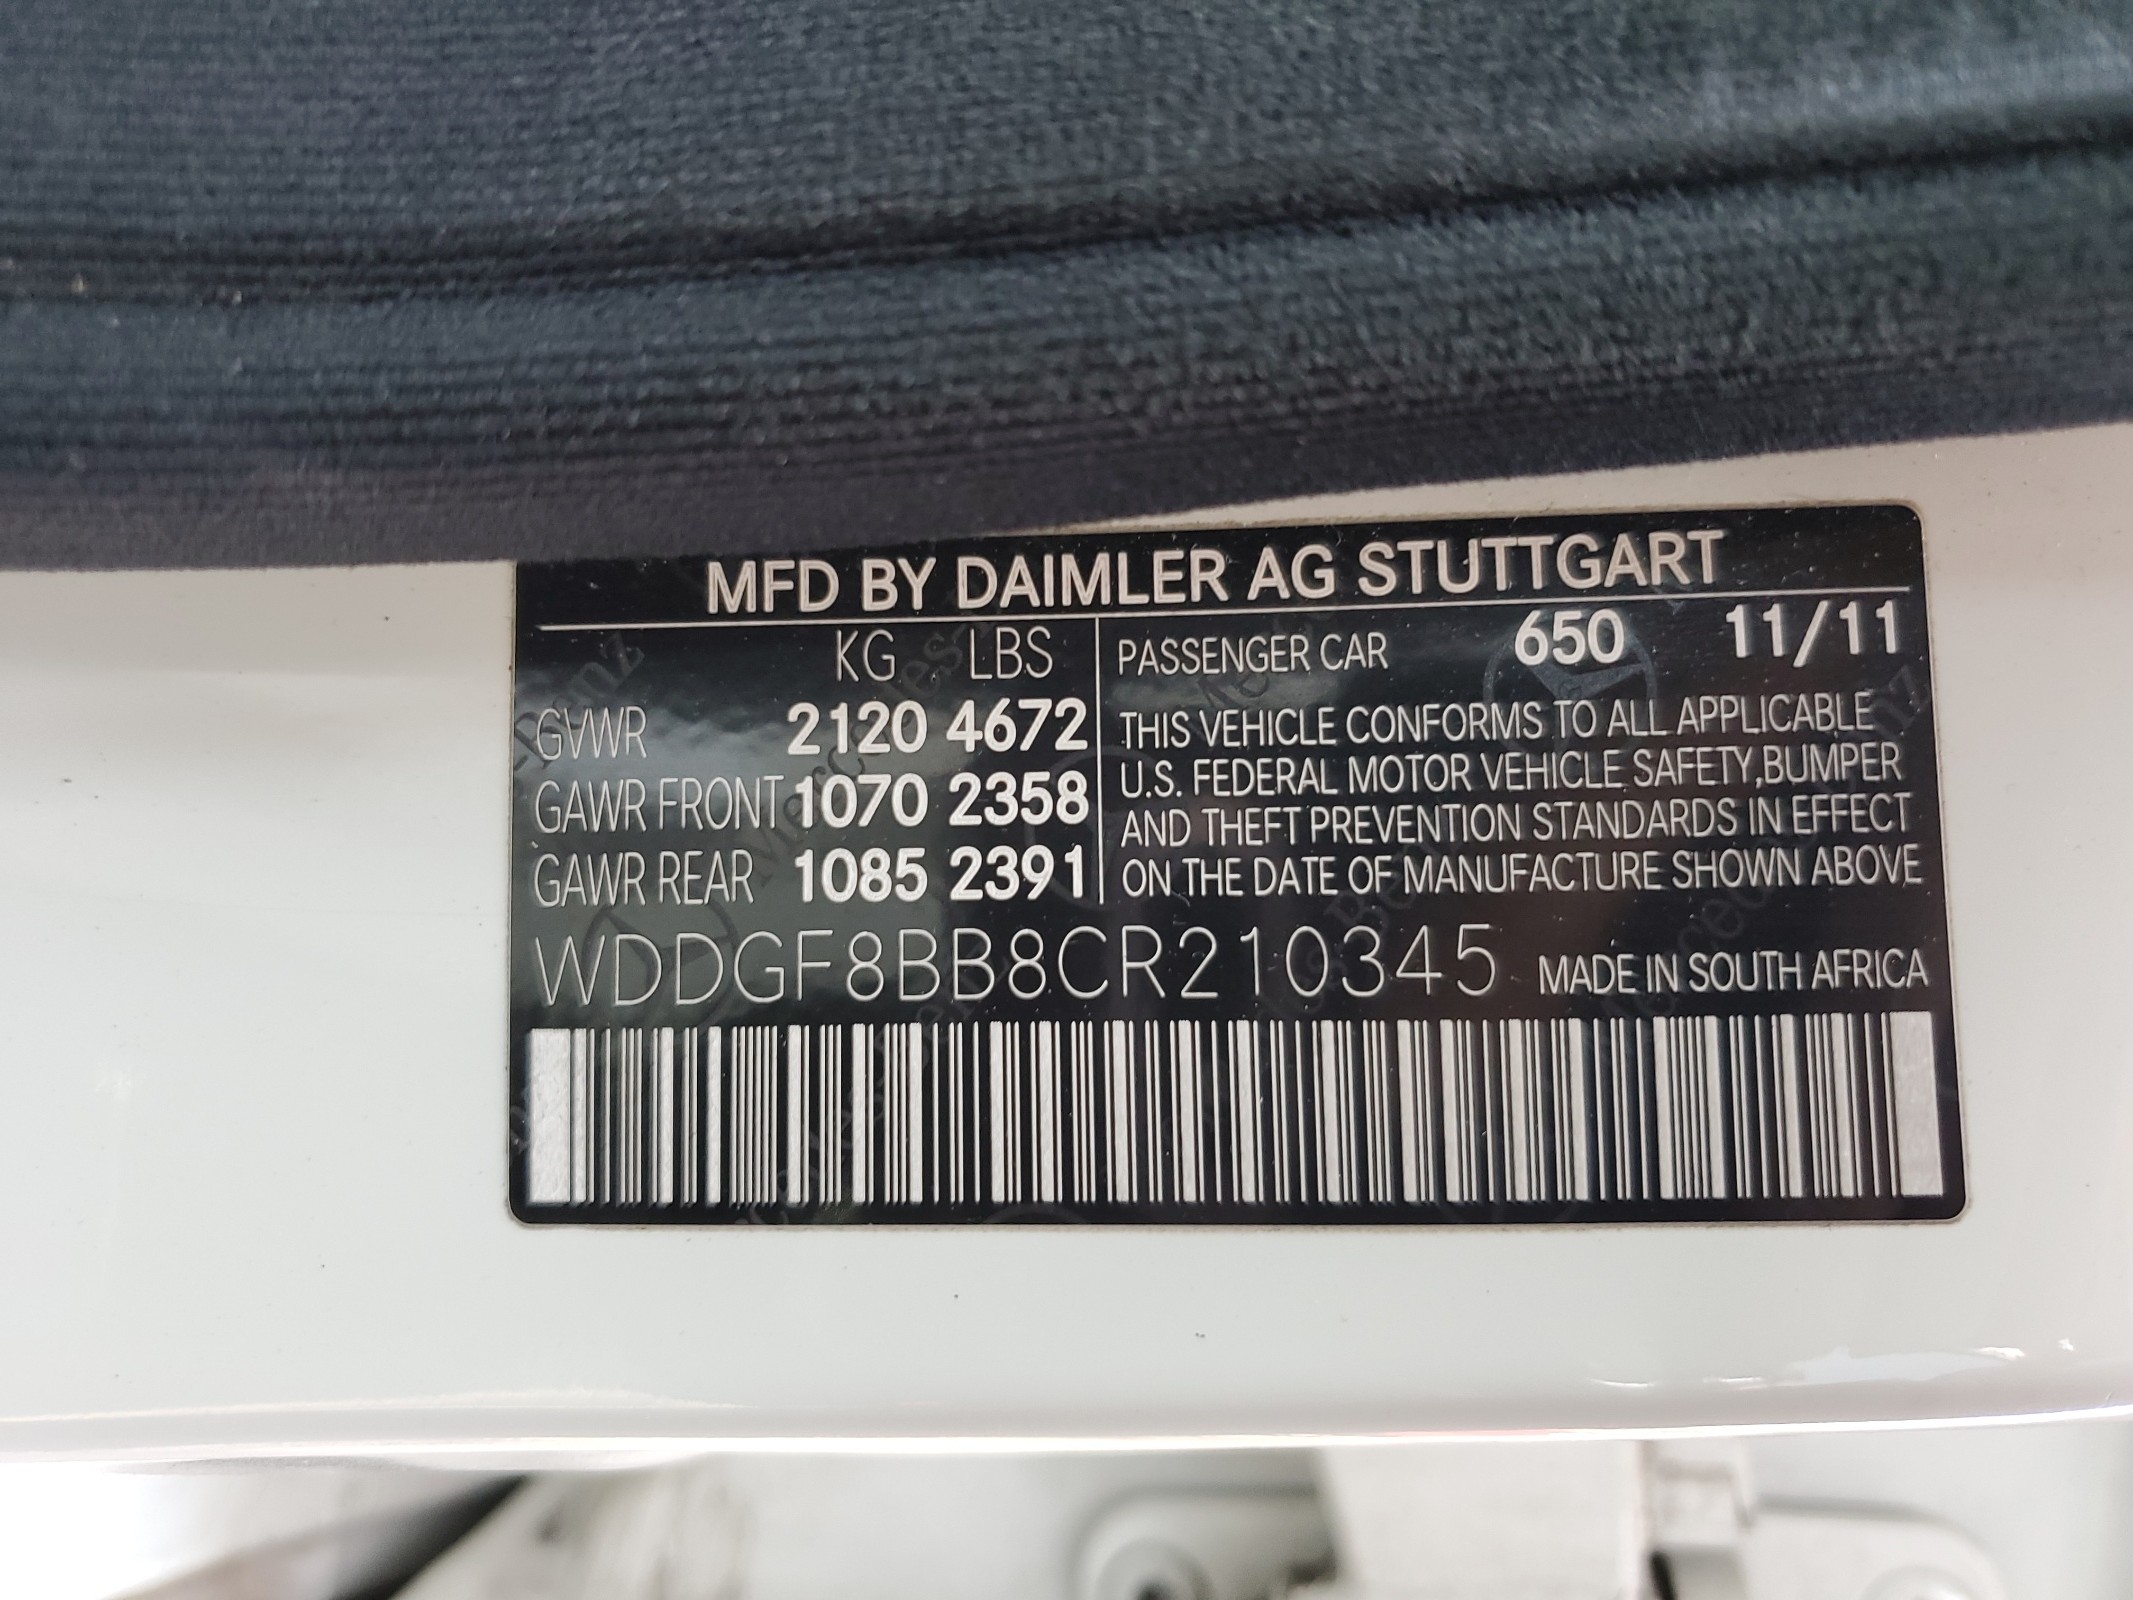 MFD BY DAIMLER AG STUTTGART
KG LBS
GVWR 2120 4672
GAWR FRONT 1070 2358
GAWR REAR 1085 2391
PASSENGER CAR 650 11/11
THIS VEHICLE CONFORMS TO ALL APPLICABLE
U.S. FEDERAL MOTOR VEHICLE SAFETY,BUMPER
AND THEFT PREVENTION STANDARDS IN EFFECT
ON THE DATE OF MANUFACTURE SHOWN ABOVE
WDDGF8BB8CR210345 MADE IN SOUTH AFRICA